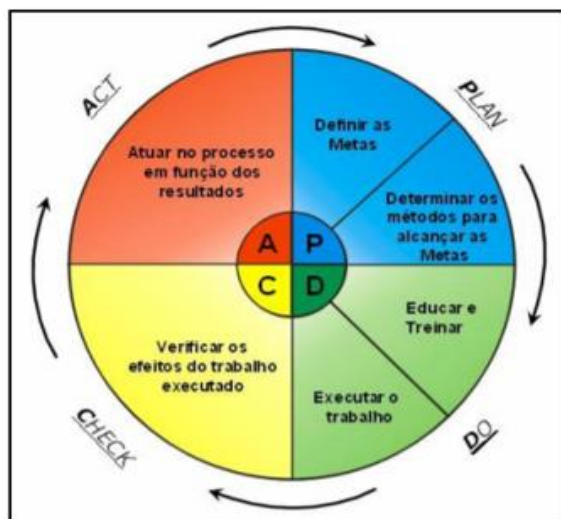 ACT
PLAN
Definir as
Metas
Atuar no processo
em função dos
resultados
Determinar os
métodos para
alcançar as
Metas
A P
C D
Educar e
Treinar
Verificar os
efeitos do trabalho
executado
Executar o
trabalho
CHECK
DO